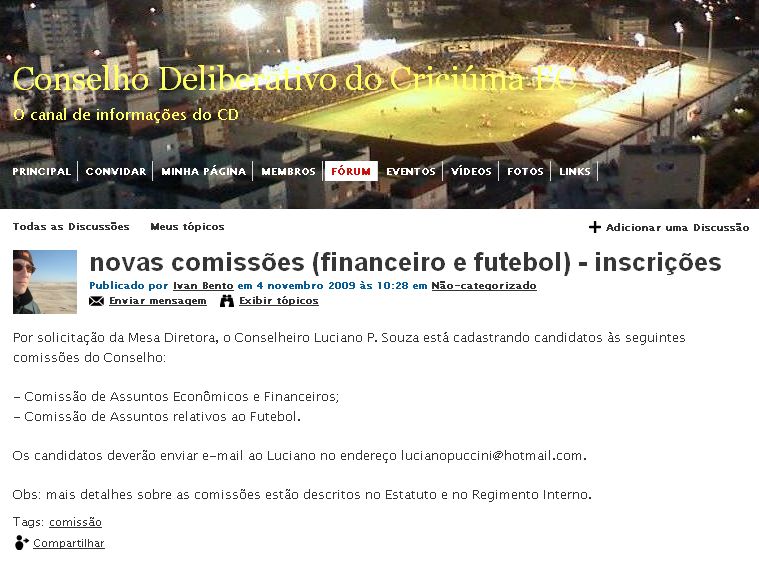 Conselho Deliberativo do Criciúma EC
O canal de informações do CD
PRINCIPAL CONVIDAR MINHA PÁGINA MEMBROS FÓRUM EVENTOS VÍDEOS FOTOS LINKS
Todas as Discussões Meus tópicos Adicionar uma Discussão
novas comissões (financeiro e futebol) - inscrições
Publicado por Ivan Bento em 4 novembro 2009 às 10:28 em Não-categorizado
Enviar mensagem Exibir tópicos
Por solicitação da Mesa Diretora, o Conselheiro Luciano P. Souza está cadastrando candidatos às seguintes
comissões do Conselho:
- Comissão de Assuntos Econômicos e Financeiros;
- Comissão de Assuntos relativos ao Futebol.
Os candidatos deverão enviar e-mail ao Luciano no endereço lucianopuccini@hotmail.com.
Obs: mais detalhes sobre as comissões estão descritos no Estatuto e no Regimento Interno.
Tags: comissão
Compartilhar